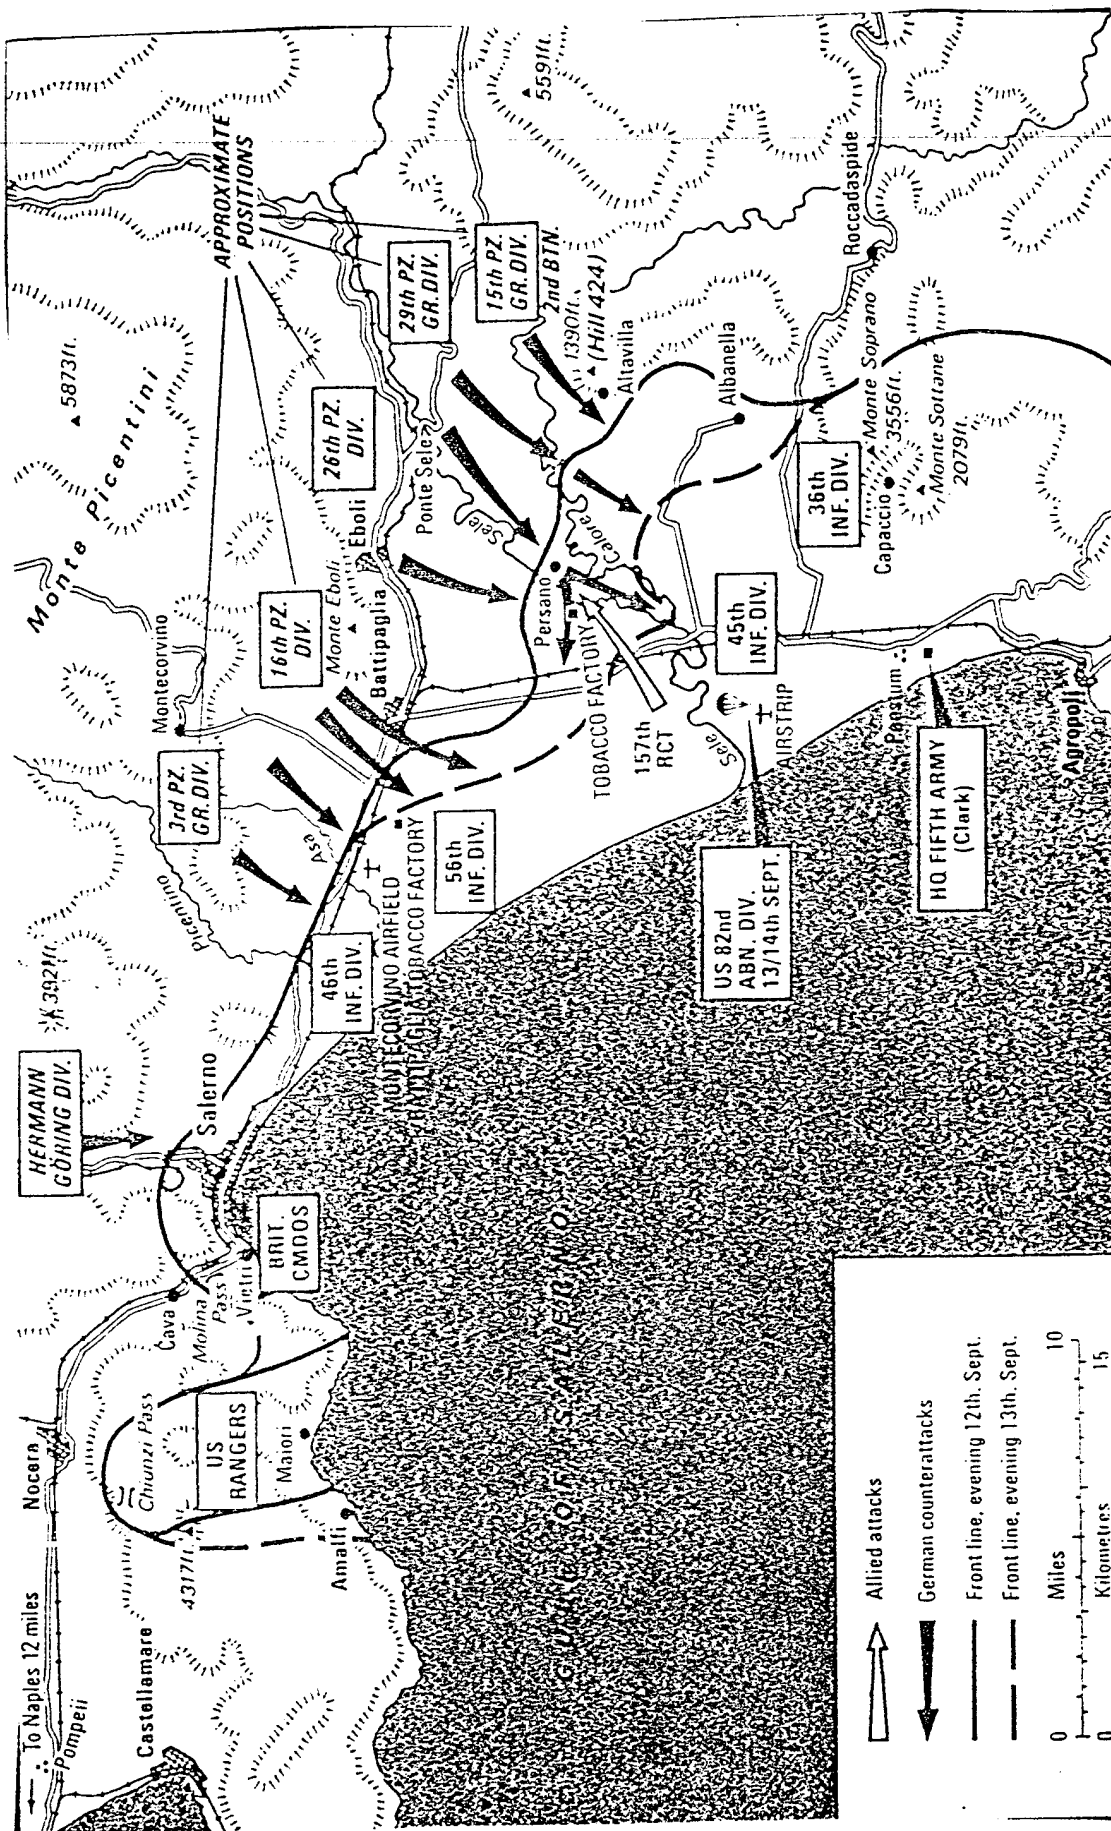 To Naples 12 miles
Pompeii
Castellamare
Nocera
4317ft.
Chiunzi Pass
US
RANGERS
Maiori
Amalfi
Cava
Molina
Pass
Vietri
BRIT.
CMDOS
HERMANN
GÖRING DIV.
Salerno
3921ft.
Picentino
46th
INF. DIV.
MONTECORVINO AIRFIELD
BATTIPAGLIA TOBACCO FACTORY
56th
INF. DIV.
3rd PZ.
GR. DIV.
Asa
Montecorvino
Monte Picentini
5873ft.
16th PZ.
DIV.
Monte Eboli
Battipaglia
Eboli
26th PZ.
DIV.
Ponte Sele
APPROXIMATE
POSITIONS
29th PZ.
GR. DIV.
15th PZ.
GR. DIV.
2nd BTN.
5591ft.
1390ft.
(Hill 424)
Altavilla
Albanella
Sele
Calore
Persano
TOBACCO FACTORY
157th
RCT
Sele
45th
INF. DIV.
AIRSTRIP
US 82nd
ABN. DIV.
13/14th SEPT.
36th
INF. DIV.
Roccadaspide
Monte Soprano
3556ft.
Capaccio
Monte Sottane
2079ft.
Paestum
HQ FIFTH ARMY
(Clark)
Agropoli
GULF OF SALERNO
Allied attacks
German counterattacks
Front line, evening 12th. Sept.
Front line, evening 13th. Sept.
Miles
0
10
0
15
Kilometres